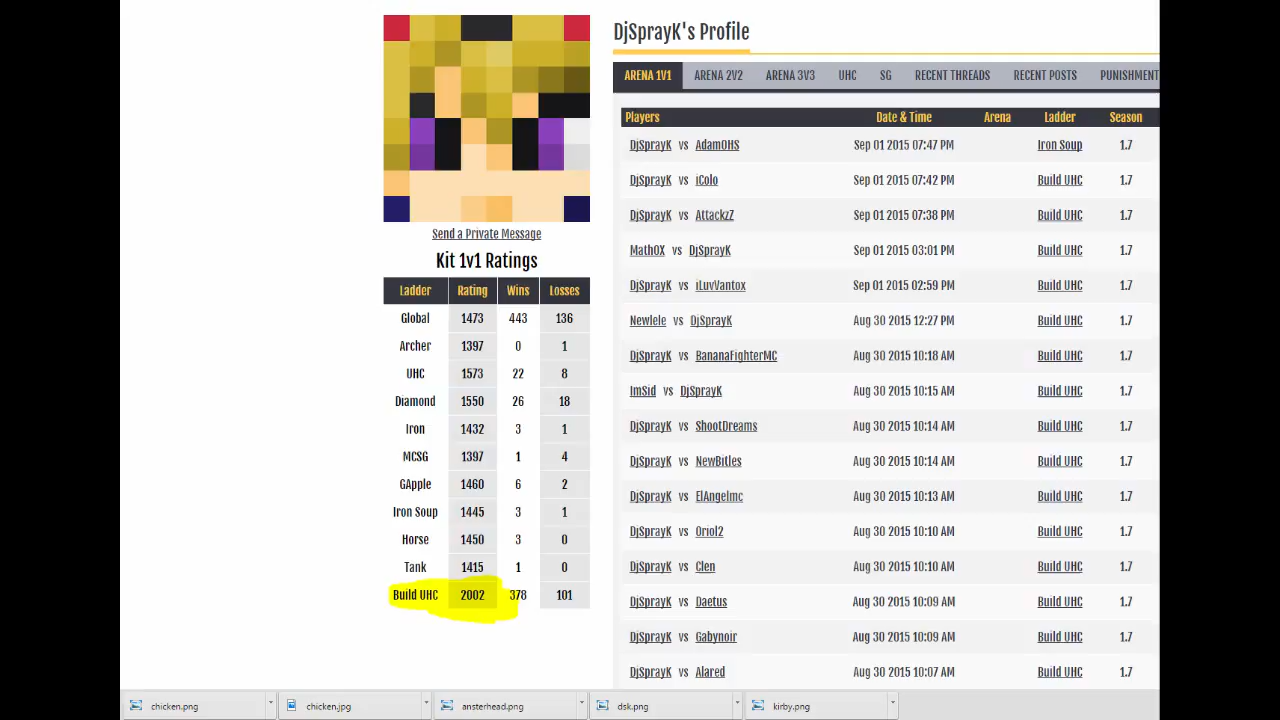 DjSprayK's Profile
ARENA 1V1 ARENA 2V2 ARENA 3V3 UHC SG RECENT THREADS RECENT POSTS PUNISHMENT
Players Date & Time Arena Ladder Season
DjSprayK vs AdamOHS Sep 01 2015 07:47 PM Iron Soup 1.7
DjSprayK vs iColo Sep 01 2015 07:42 PM Build UHC 1.7
DjSprayK vs AttackzZ Sep 01 2015 07:38 PM Build UHC 1.7
MathOX vs DjSprayK Sep 01 2015 03:01 PM Build UHC 1.7
DjSprayK vs iLuvVantox Sep 01 2015 02:59 PM Build UHC 1.7
Newlele vs DjSprayK Aug 30 2015 12:27 PM Build UHC 1.7
DjSprayK vs BananaFighterMC Aug 30 2015 10:18 AM Build UHC 1.7
ImSid vs DjSprayK Aug 30 2015 10:15 AM Build UHC 1.7
DjSprayK vs ShootDreams Aug 30 2015 10:14 AM Build UHC 1.7
DjSprayK vs NewBitles Aug 30 2015 10:14 AM Build UHC 1.7
DjSprayK vs ElAngelmc Aug 30 2015 10:13 AM Build UHC 1.7
DjSprayK vs Oriol2 Aug 30 2015 10:10 AM Build UHC 1.7
DjSprayK vs Clen Aug 30 2015 10:10 AM Build UHC 1.7
DjSprayK vs Daetus Aug 30 2015 10:09 AM Build UHC 1.7
DjSprayK vs Gabynoir Aug 30 2015 10:09 AM Build UHC 1.7
DjSprayK vs Alared Aug 30 2015 10:07 AM Build UHC 1.7
Send a Private Message
Kit 1v1 Ratings
Ladder Rating Wins Losses
Global 1473 443 136
Archer 1397 0 1
UHC 1573 22 8
Diamond 1550 26 18
Iron 1432 3 1
MCSG 1397 1 4
GApple 1460 6 2
Iron Soup 1445 3 1
Horse 1450 3 0
Tank 1415 1 0
Build UHC 2002 378 101
chicken.png chicken.jpg ansterhead.png dsk.png kirby.png